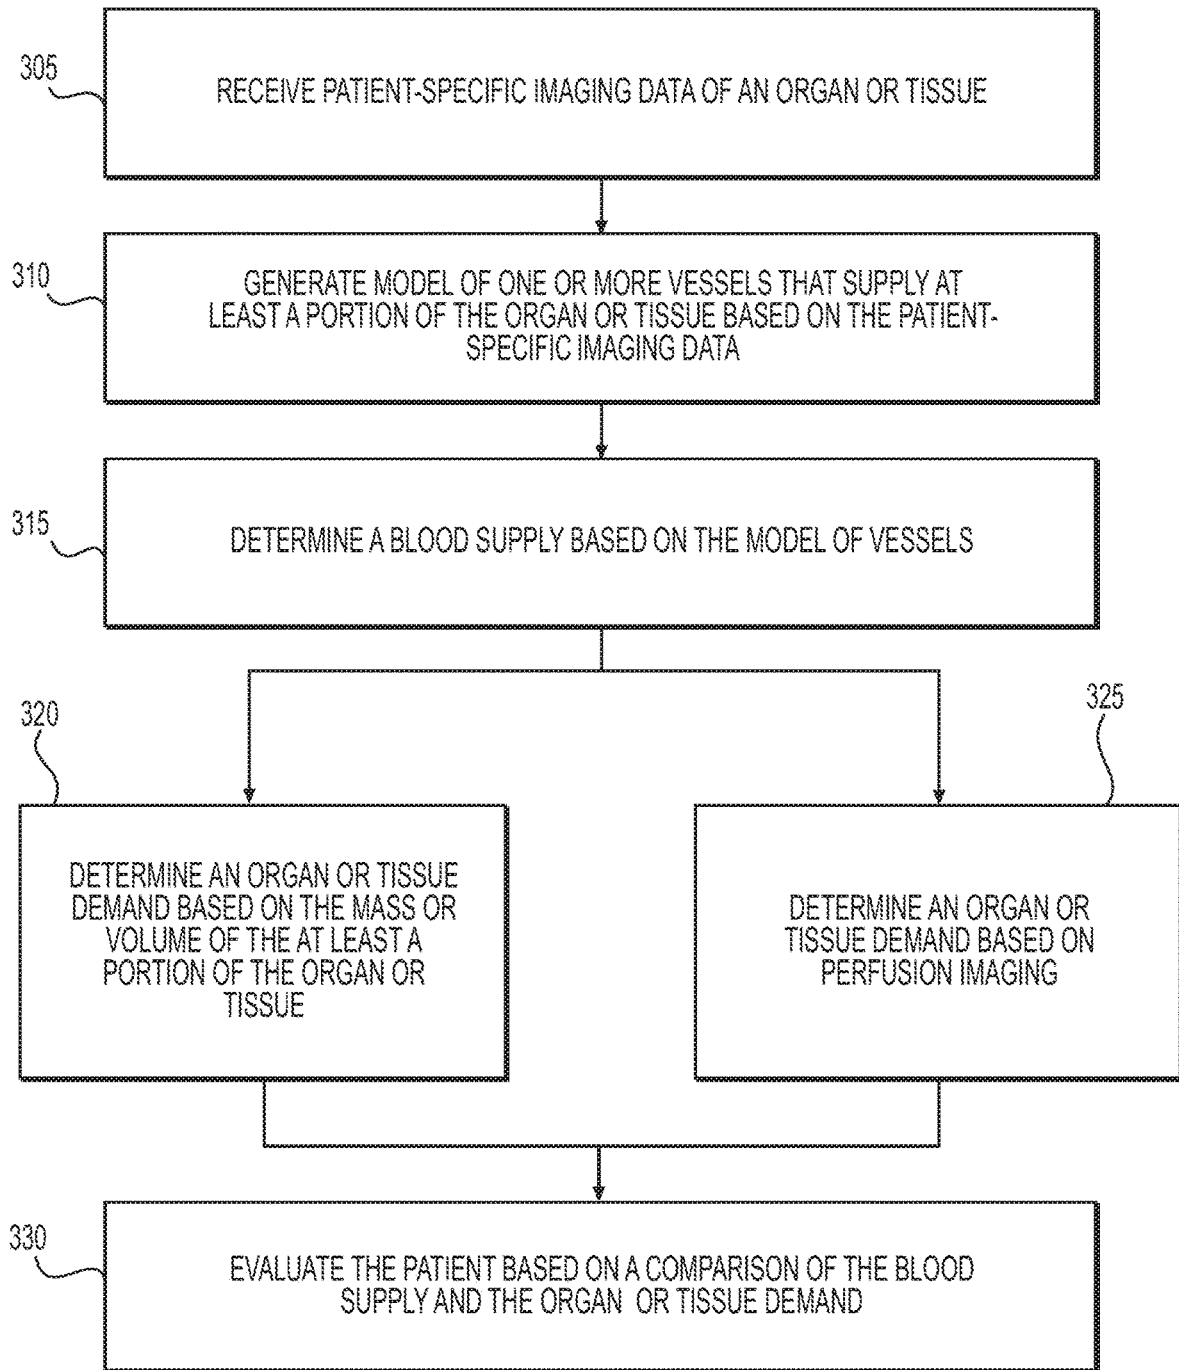 305
RECEIVE PATIENT-SPECIFIC IMAGING DATA OF AN ORGAN OR TISSUE
310
GENERATE MODEL OF ONE OR MORE VESSELS THAT SUPPLY AT
LEAST A PORTION OF THE ORGAN OR TISSUE BASED ON THE PATIENT-
SPECIFIC IMAGING DATA
315
DETERMINE A BLOOD SUPPLY BASED ON THE MODEL OF VESSELS
320
DETERMINE AN ORGAN OR TISSUE
DEMAND BASED ON THE MASS OR
VOLUME OF THE AT LEAST A
PORTION OF THE ORGAN OR
TISSUE
325
DETERMINE AN ORGAN OR
TISSUE DEMAND BASED ON
PERFUSION IMAGING
330
EVALUATE THE PATIENT BASED ON A COMPARISON OF THE BLOOD
SUPPLY AND THE ORGAN OR TISSUE DEMAND